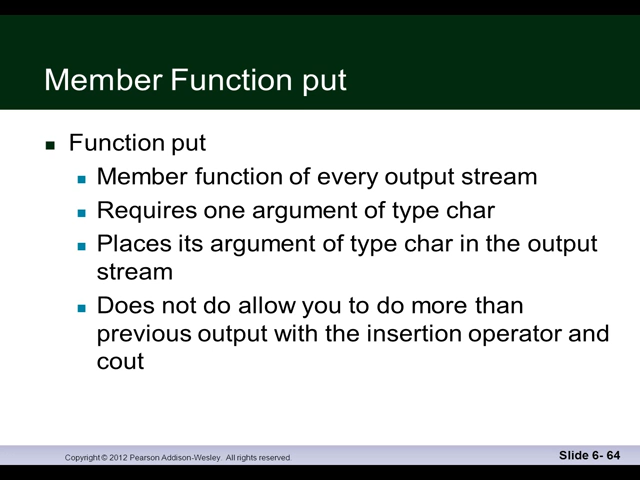 Member Function put
Function put
Member function of every output stream
Requires one argument of type char
Places its argument of type char in the output
stream
Does not do allow you to do more than
previous output with the insertion operator and
cout
Copyright © 2012 Pearson Addison-Wesley. All rights reserved.
Slide 6- 64